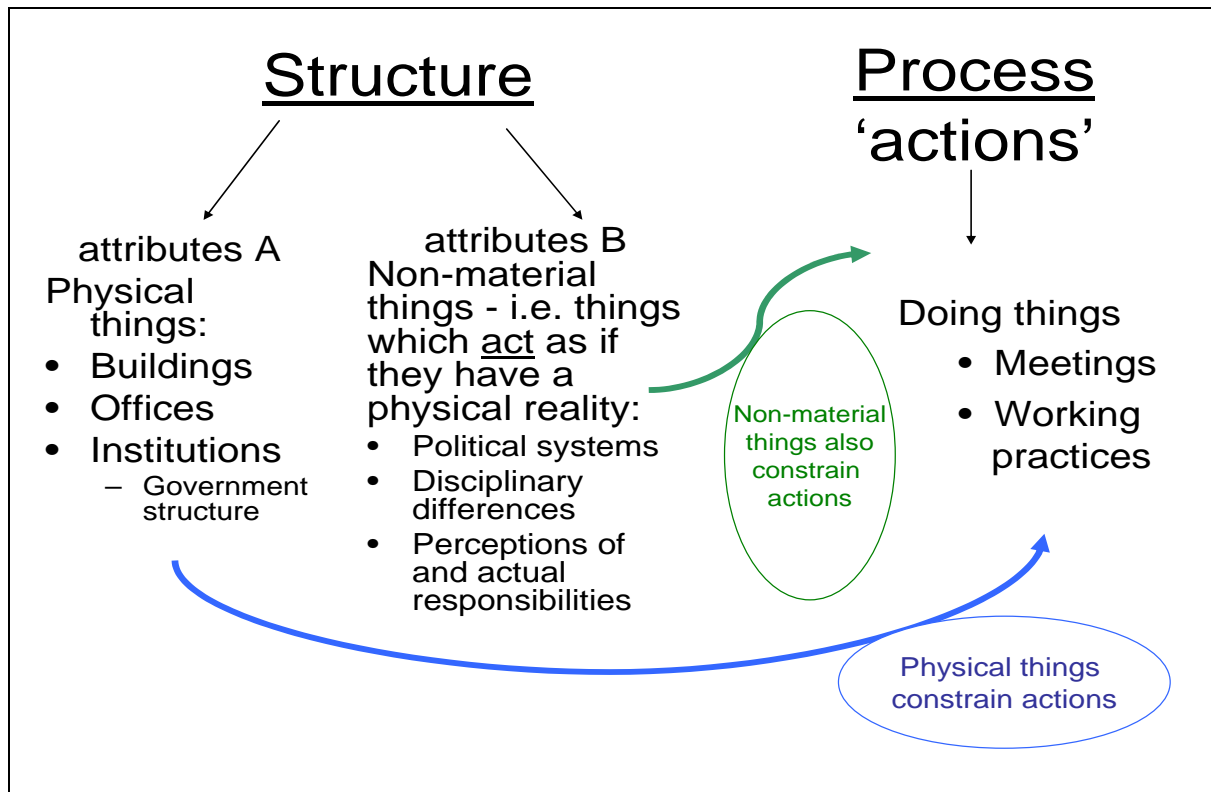 Structure
attributes A
Physical
things:
• Buildings
• Offices
• Institutions
– Government
structure
attributes B
Non-material
things - i.e. things
which act as if
they have a
physical reality:
• Political systems
• Disciplinary
differences
• Perceptions of
and actual
responsibilities
Process
‘actions’
Doing things
• Meetings
• Working
practices
Non-material
things also
constrain
actions
Physical things
constrain actions